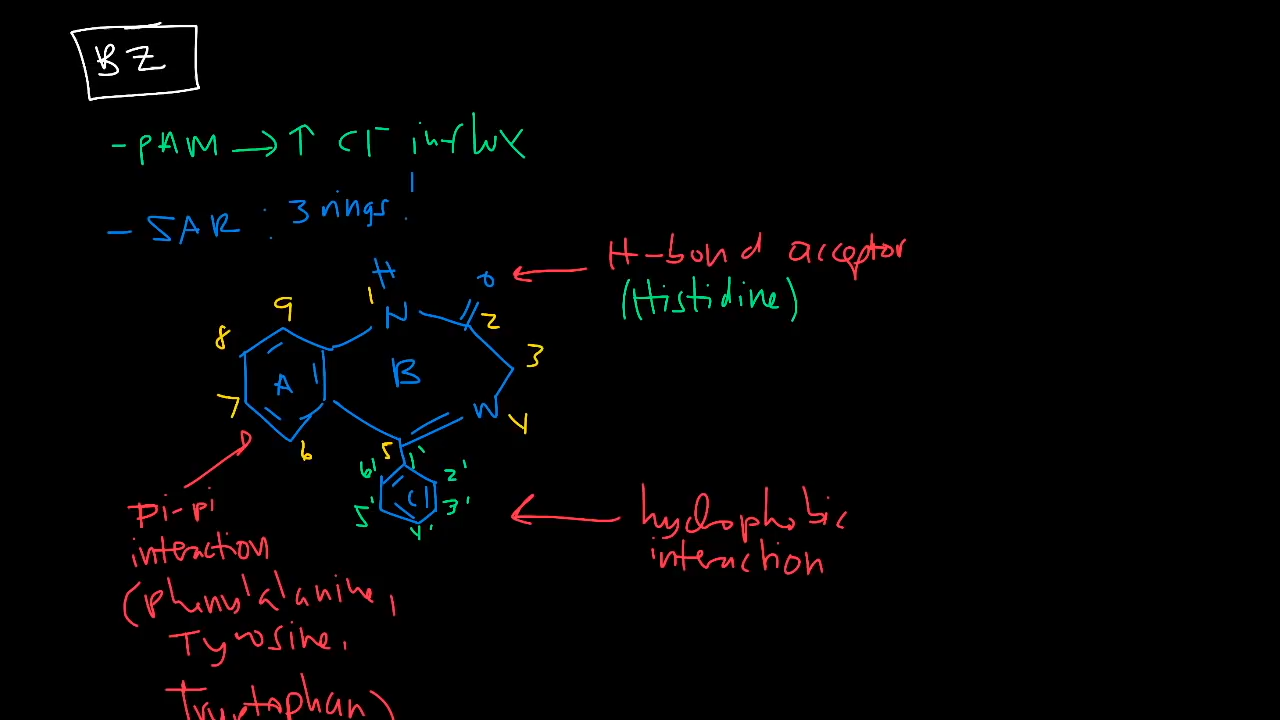 BZ
- PAM → ↑ Cl⁻ influx
- SAR : 3 rings !
H-bond acceptor
(Histidine)
H
O
1
N
2
9
8
3
A
B
7
N
4
6
5
1'
6'
2'
C
5'
3'
4'
Pi-pi
interaction
(phenylalanine,
Tyrosine,
Tryptophan)
hydrophobic
interaction